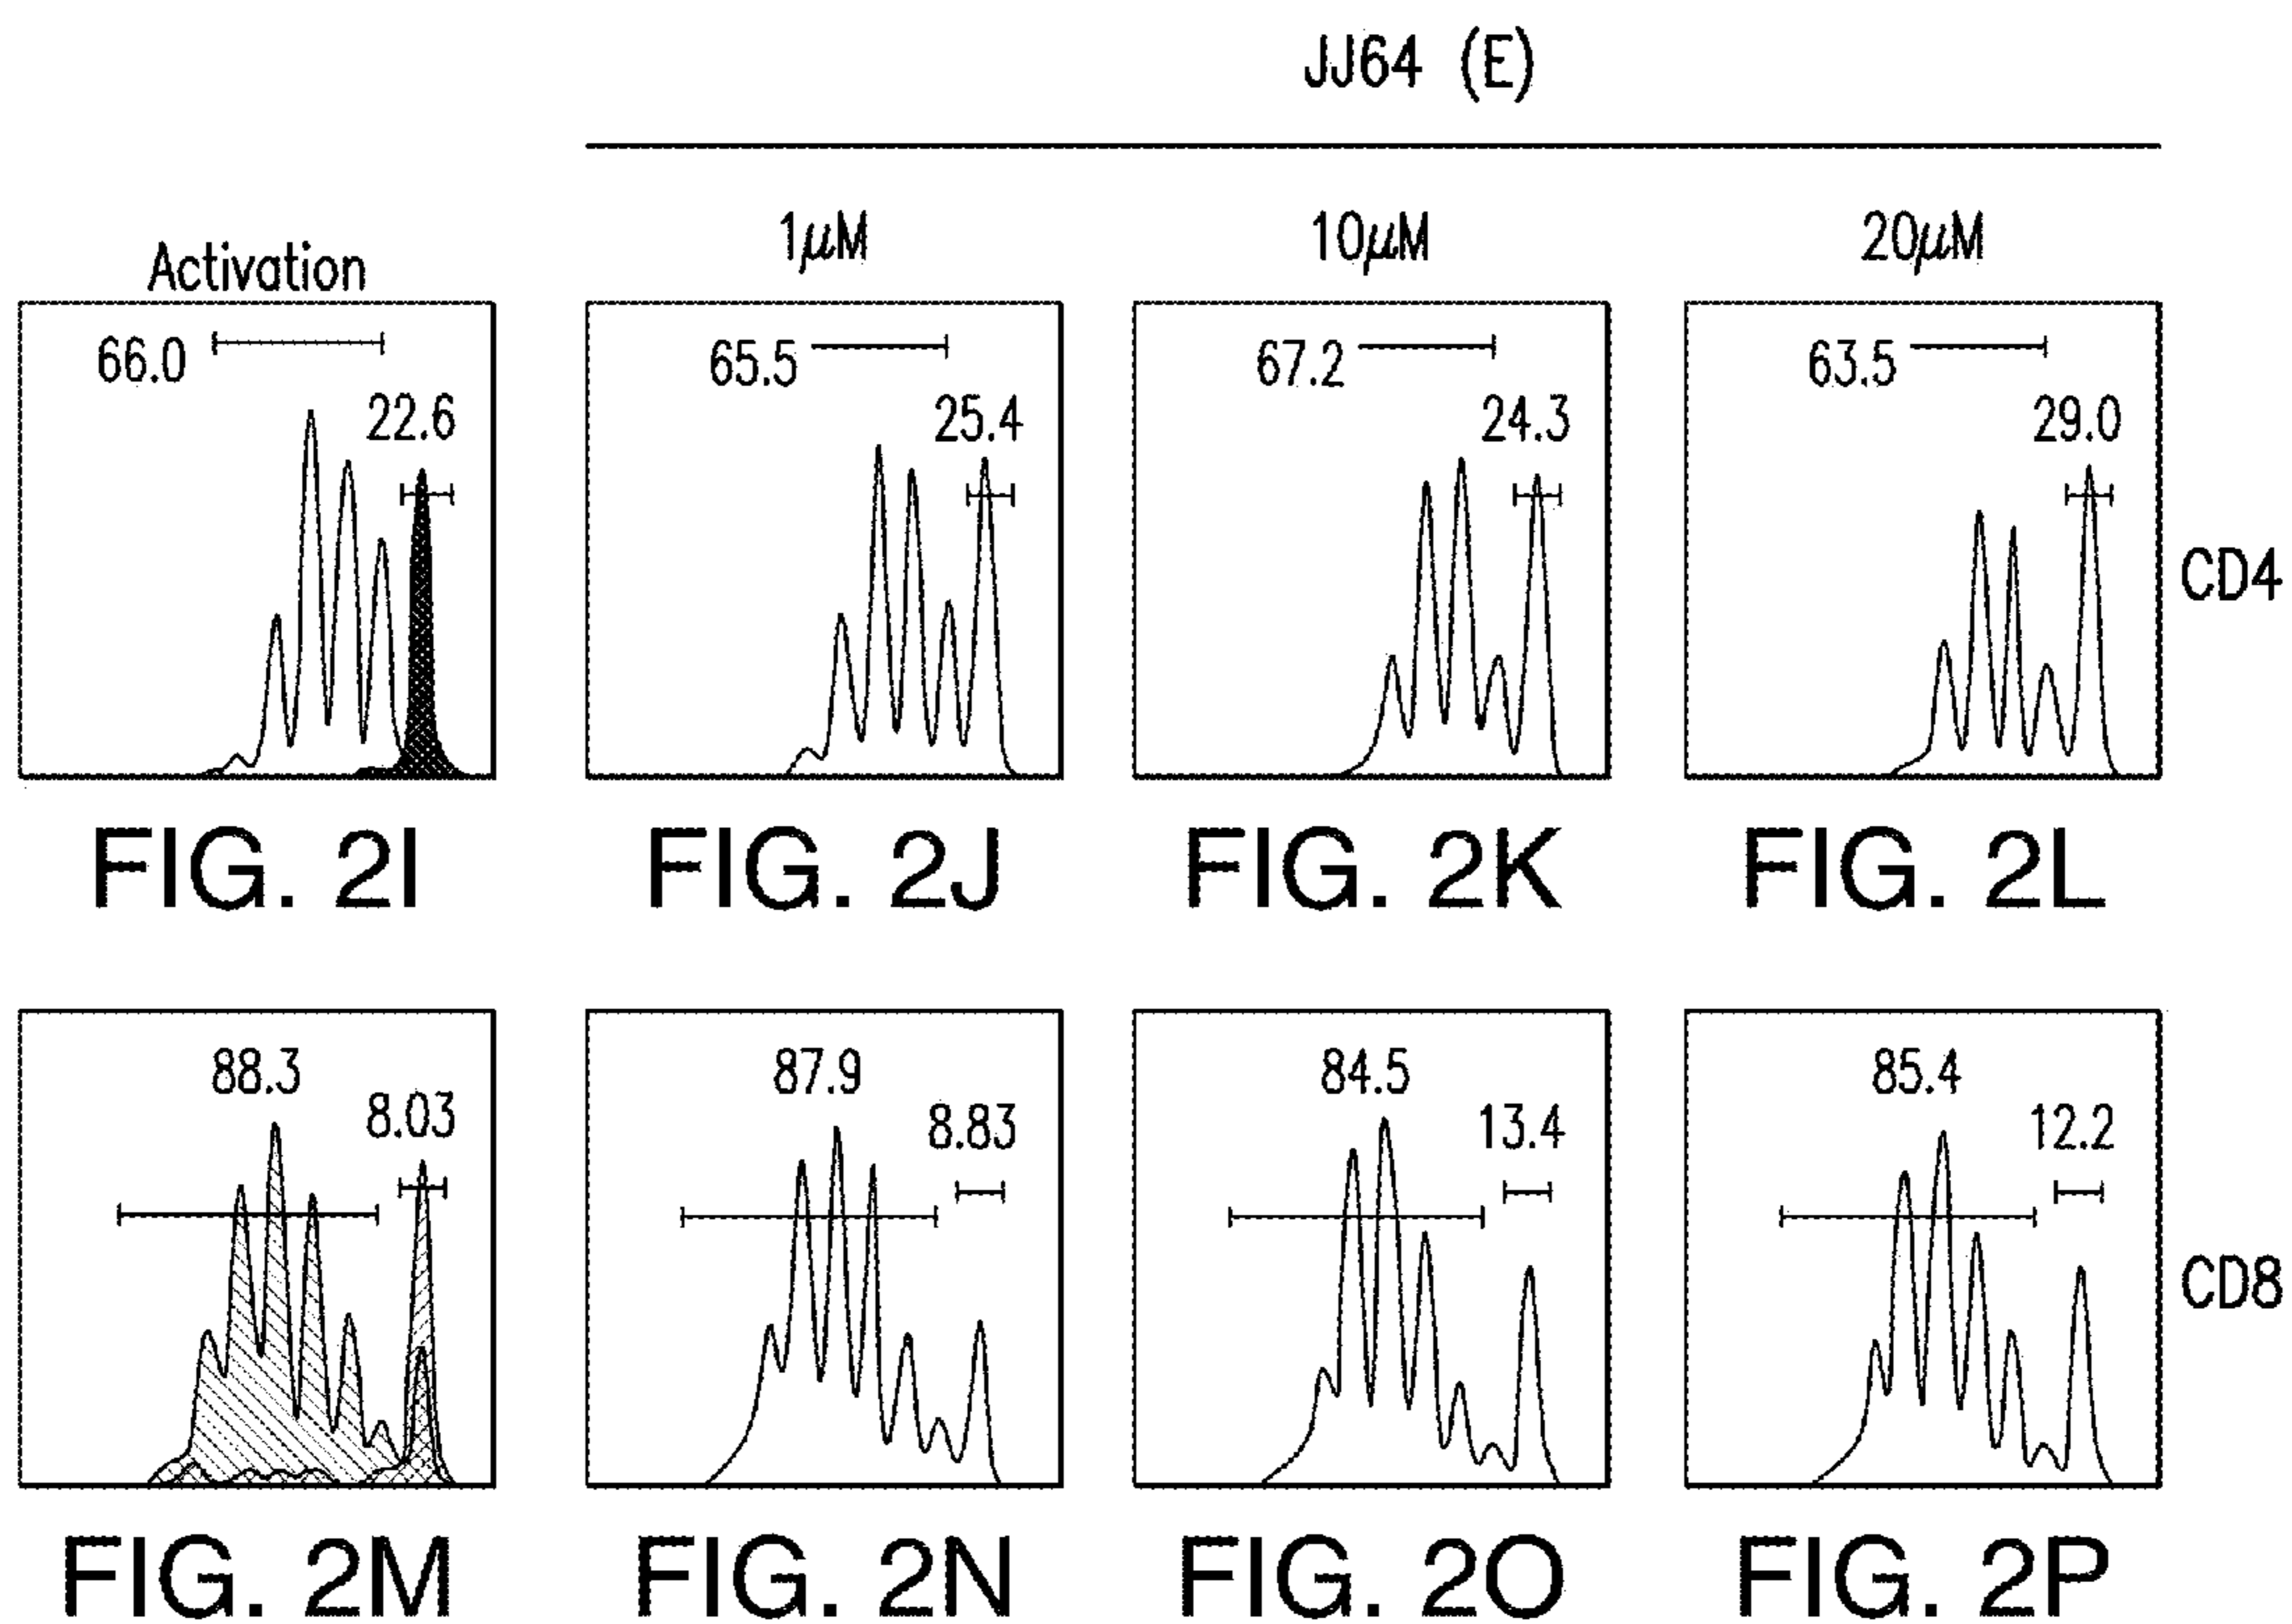 JJ64 (E)
Activation 1μM 10μM 20μM
66.0 65.5 67.2 63.5
22.6 25.4 24.3 29.0
CD4
FIG. 2I FIG. 2J FIG. 2K FIG. 2L
88.3 87.9 84.5 85.4
8.03 8.83 13.4 12.2
CD8
FIG. 2M FIG. 2N FIG. 2O FIG. 2P